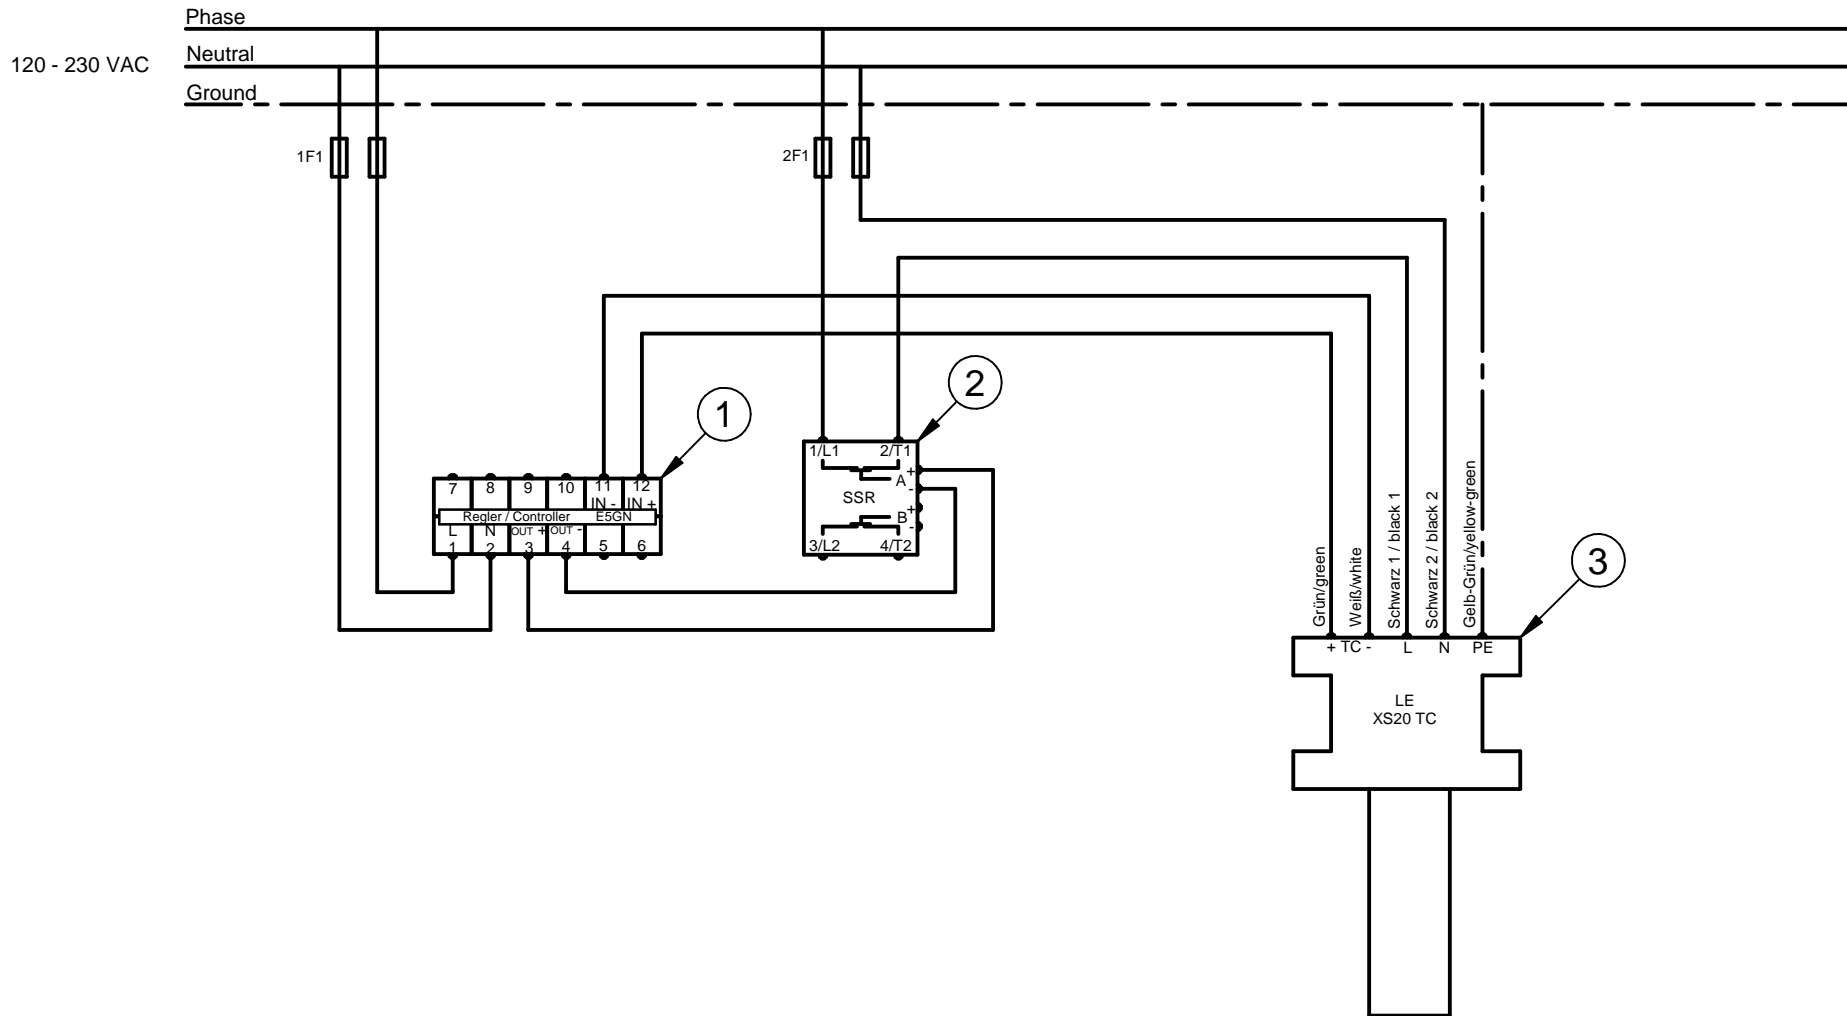 Phase
120 - 230 VAC
Neutral
Ground
1F1
2F1
2
1
1/L1 2/T1
+
A
-
SSR
+
B
-
3/L2 4/T2
7 8 9 10 11 12
IN - IN +
Regler / Controller E5GN
L N OUT + OUT -
1 2 3 4 5 6
3
Grün/green
Weiß/white
Schwarz 1 / black 1
Schwarz 2 / black 2
Gelb-Grün/yellow-green
+ TC - L N PE
LE
XS20 TC